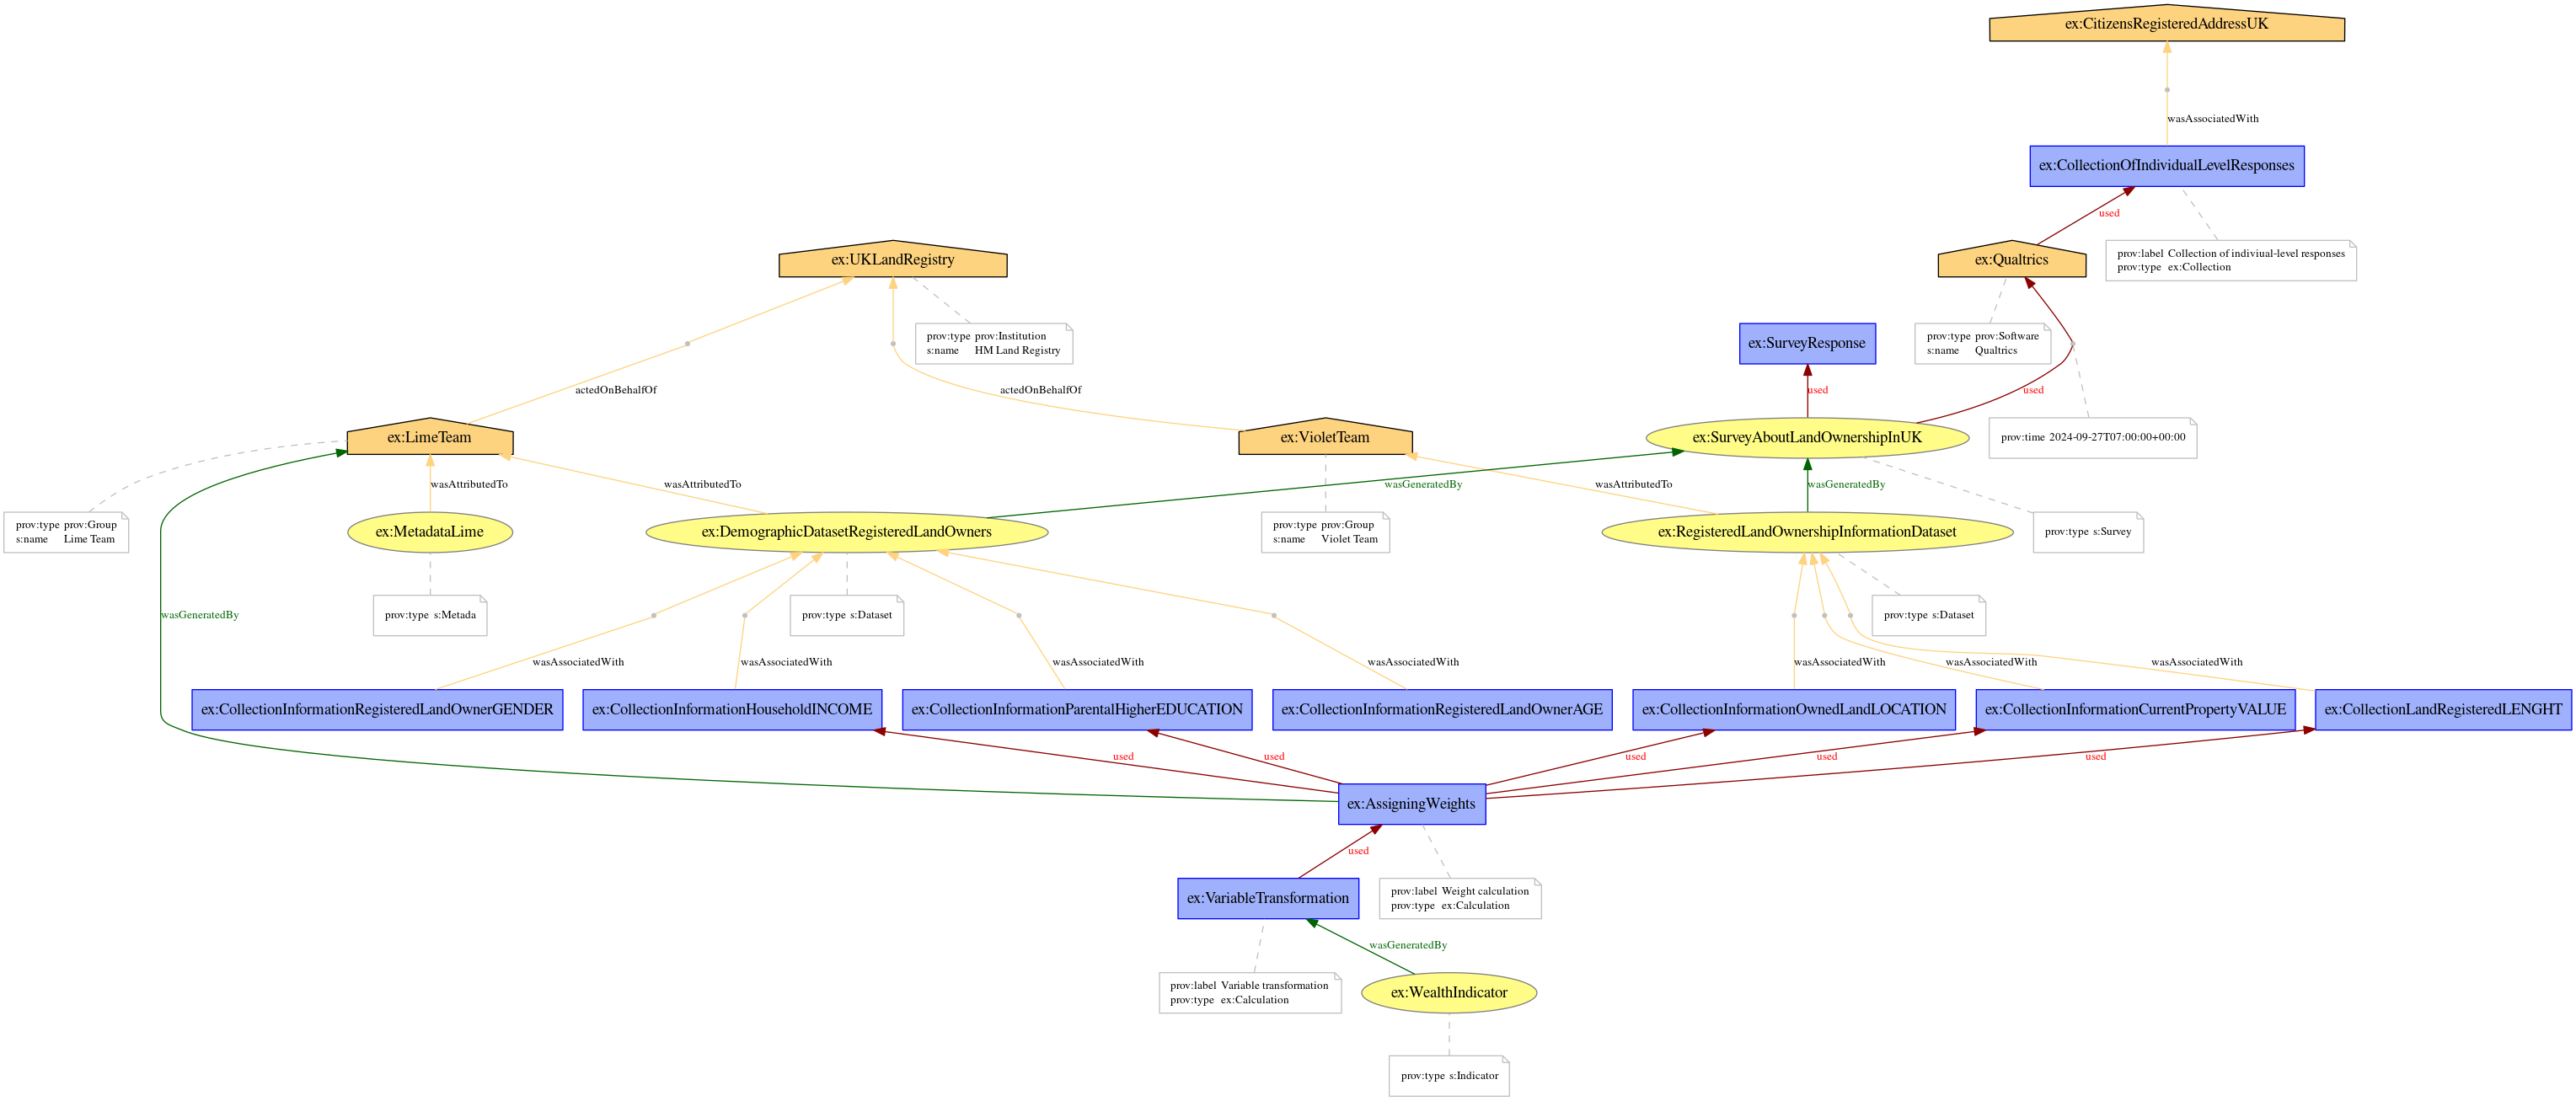 ex:CitizensRegisteredAddressUK
wasAssociatedWith
ex:CollectionOfIndividualLevelResponses
used
prov:label Collection of indiviual-level responses
prov:type ex:Collection
ex:UKLandRegistry
ex:Qualtrics
prov:type prov:Institution
s:name HM Land Registry
ex:SurveyResponse
prov:type prov:Software
s:name Qualtrics
actedOnBehalfOf
actedOnBehalfOf
used
used
ex:LimeTeam
ex:VioletTeam
ex:SurveyAboutLandOwnershipInUK
prov:time 2024-09-27T07:00:00+00:00
wasAttributedTo
wasAttributedTo
wasGeneratedBy
wasAttributedTo
wasGeneratedBy
prov:type prov:Group
s:name Lime Team
ex:MetadataLime
ex:DemographicDatasetRegisteredLandOwners
prov:type prov:Group
s:name Violet Team
ex:RegisteredLandOwnershipInformationDataset
prov:type s:Survey
wasGeneratedBy
prov:type s:Metada
prov:type s:Dataset
prov:type s:Dataset
wasAssociatedWith
wasAssociatedWith
wasAssociatedWith
wasAssociatedWith
wasAssociatedWith
wasAssociatedWith
wasAssociatedWith
ex:CollectionInformationRegisteredLandOwnerGENDER
ex:CollectionInformationHouseholdINCOME
ex:CollectionInformationParentalHigherEDUCATION
ex:CollectionInformationRegisteredLandOwnerAGE
ex:CollectionInformationOwnedLandLOCATION
ex:CollectionInformationCurrentPropertyVALUE
ex:CollectionLandRegisteredLENGHT
used
used
used
used
used
ex:AssigningWeights
used
ex:VariableTransformation
prov:label Weight calculation
prov:type ex:Calculation
wasGeneratedBy
prov:label Variable transformation
prov:type ex:Calculation
ex:WealthIndicator
prov:type s:Indicator